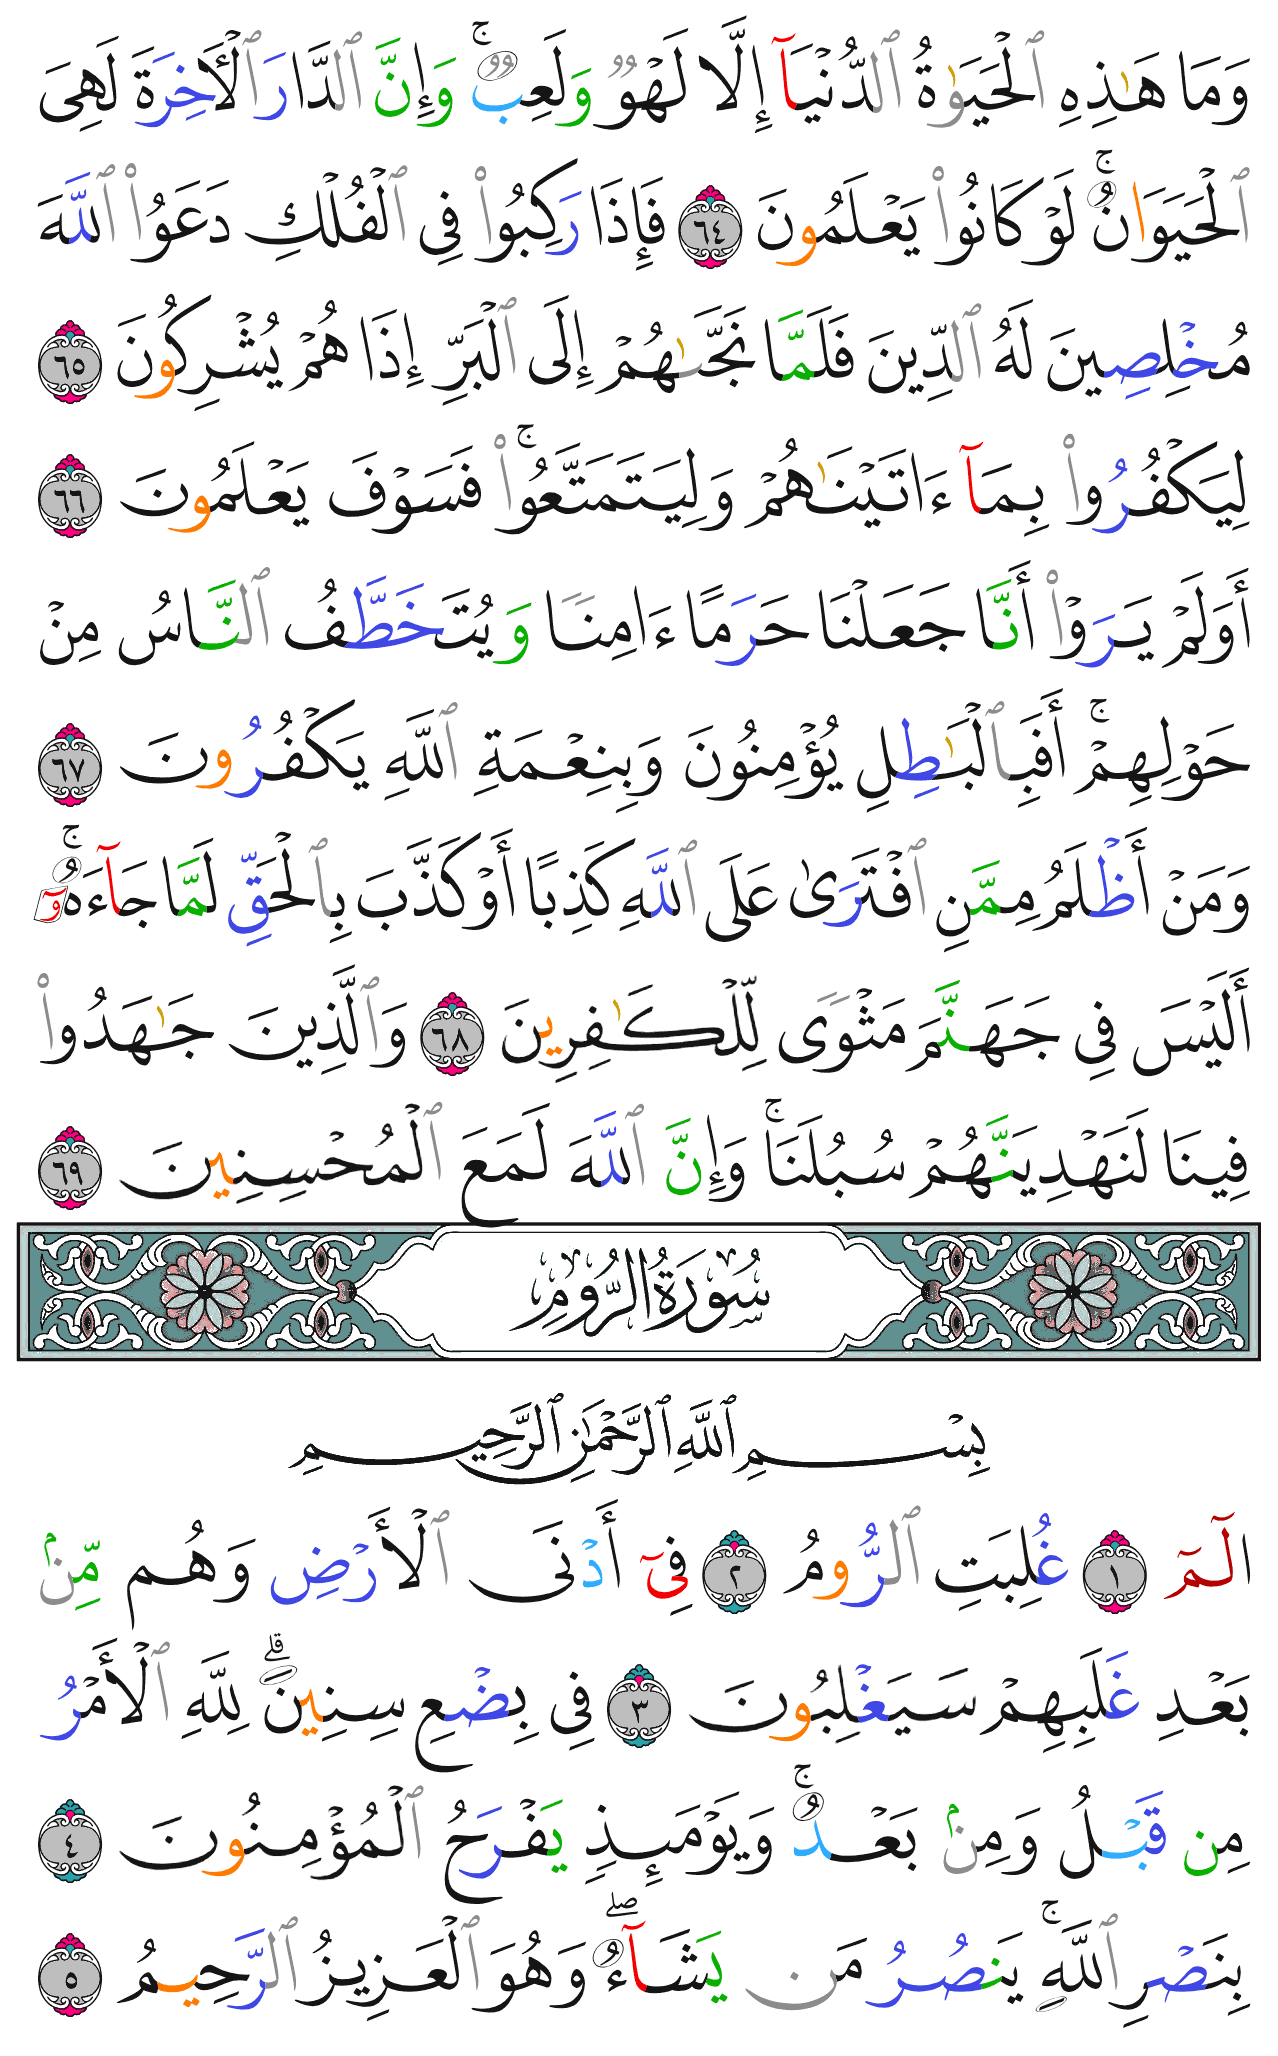 وَمَا هَـٰذِهِ ٱلْحَيَوٰةُ ٱلدُّنْيَآ إِلَّا لَهْوٌ وَلَعِبٌ ۚ وَإِنَّ ٱلدَّارَ ٱلْأَخِرَةَ لَهِىَ
ٱلْحَيَوَانُ ۚ لَوْ كَانُوا۟ يَعْلَمُونَ ٦٤ فَإِذَا رَكِبُوا۟ فِى ٱلْفُلْكِ دَعَوُا۟ ٱللَّهَ
مُخْلِصِينَ لَهُ ٱلدِّينَ فَلَمَّا نَجَّىٰهُمْ إِلَى ٱلْبَرِّ إِذَا هُمْ يُشْرِكُونَ ٦٥
لِيَكْفُرُوا۟ بِمَآ ءَاتَيْنَـٰهُمْ وَلِيَتَمَتَّعُوا۟ ۚ فَسَوْفَ يَعْلَمُونَ ٦٦
أَوَلَمْ يَرَوْا۟ أَنَّا جَعَلْنَا حَرَمًا ءَامِنًا وَيُتَخَطَّفُ ٱلنَّاسُ مِنْ
حَوْلِهِمْ ۚ أَفَبِٱلْبَـٰطِلِ يُؤْمِنُونَ وَبِنِعْمَةِ ٱللَّهِ يَكْفُرُونَ ٦٧
وَمَنْ أَظْلَمُ مِمَّنِ ٱفْتَرَىٰ عَلَى ٱللَّهِ كَذِبًا أَوْ كَذَّبَ بِٱلْحَقِّ لَمَّا جَآءَهُۥٓ ۚ
أَلَيْسَ فِى جَهَنَّمَ مَثْوًى لِّلْكَـٰفِرِينَ ٦٨ وَٱلَّذِينَ جَـٰهَدُوا۟
فِينَا لَنَهْدِيَنَّهُمْ سُبُلَنَا ۚ وَإِنَّ ٱللَّهَ لَمَعَ ٱلْمُحْسِنِينَ ٦٩
سُورَةُ الرُّومِ
بِسْمِ ٱللَّهِ ٱلرَّحْمَـٰنِ ٱلرَّحِيمِ
الٓمٓ ١ غُلِبَتِ ٱلرُّومُ ٢ فِىٓ أَدْنَى ٱلْأَرْضِ وَهُم مِّنۢ
بَعْدِ غَلَبِهِمْ سَيَغْلِبُونَ ٣ فِى بِضْعِ سِنِينَ ۗ لِلَّهِ ٱلْأَمْرُ
مِن قَبْلُ وَمِنۢ بَعْدُ ۚ وَيَوْمَئِذٍ يَفْرَحُ ٱلْمُؤْمِنُونَ ٤
بِنَصْرِ ٱللَّهِ ۚ يَنصُرُ مَن يَشَآءُ ۖ وَهُوَ ٱلْعَزِيزُ ٱلرَّحِيمُ ٥